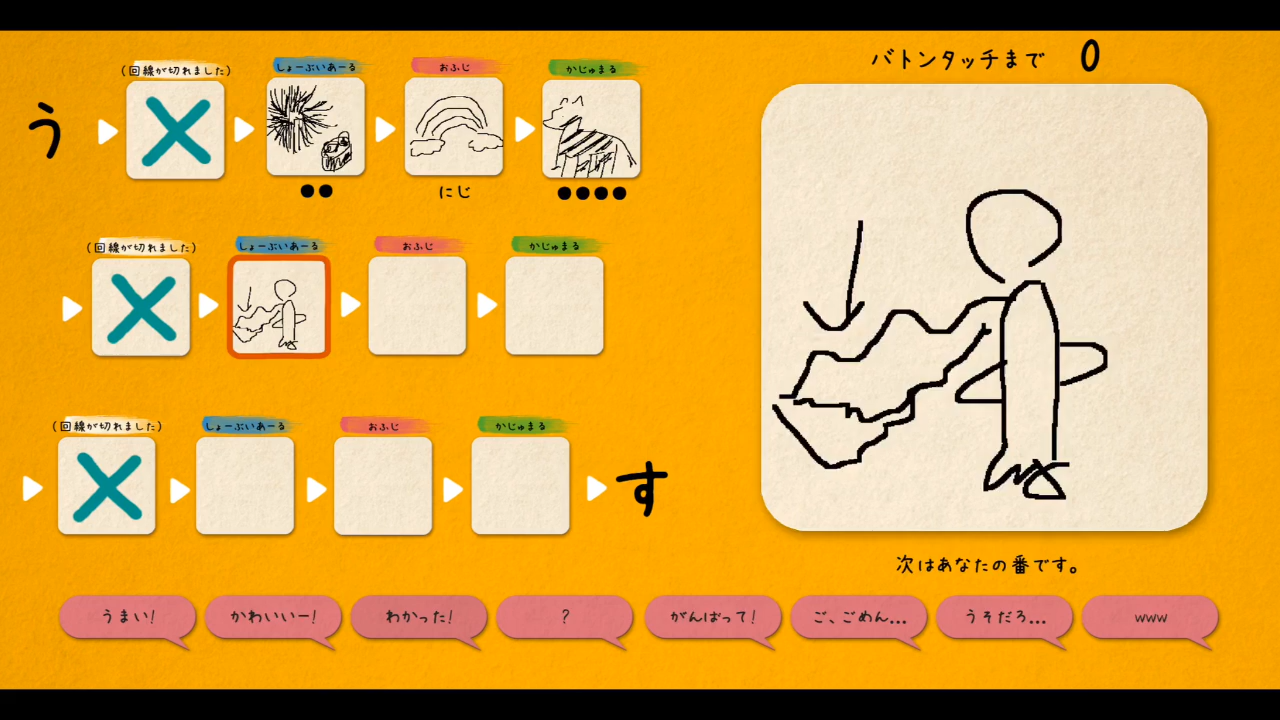 バトンタッチまで 0
(回線が切れました) しょーぶいあーる おふじ かじゅまる
う
●● にじ ●●●●
(回線が切れました) しょーぶいあーる おふじ かじゅまる
(回線が切れました) しょーぶいあーる おふじ かじゅまる
す
次はあなたの番です。
うまい! かわいいー! わかった! ? がんばって! ご、ごめん... うそだろ... www